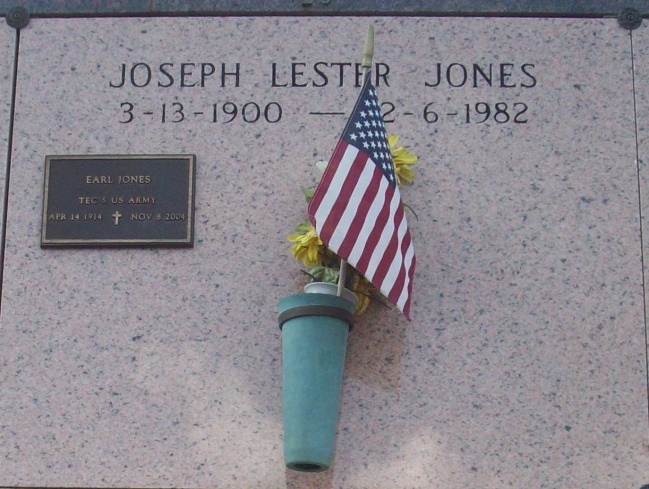 JOSEPH LESTER JONES
3-13-1900 — 2-6-1982
EARL JONES
TEC 5 US ARMY
APR 14 1914 ✝ NOV 8 2004